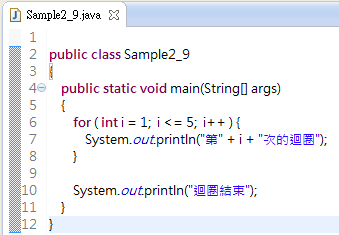 Sample2_9.java
1
2 public class Sample2_9
3 {
4 public static void main(String[] args)
5 {
6 for ( int i = 1; i <= 5; i++ ) {
7 System.out.println("第" + i + "次的迴圈");
8 }
9
10 System.out.println("迴圈結束");
11 }
12 }